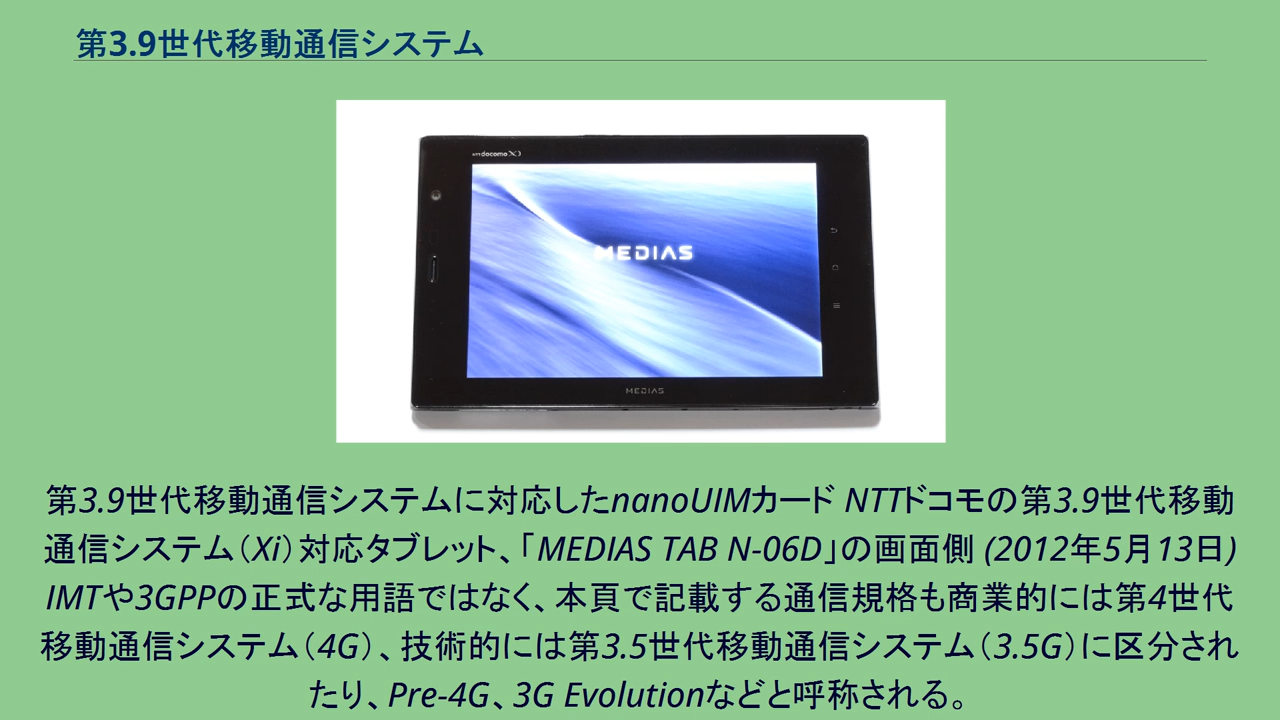 第3.9世代移動通信システム
NTT docomo Xi
MEDIAS
MEDIAS
第3.9世代移動通信システムに対応したnanoUIMカード NTTドコモの第3.9世代移動
通信システム（Xi）対応タブレット、「MEDIAS TAB N-06D」の画面側 (2012年5月13日)
IMTや3GPPの正式な用語ではなく、本頁で記載する通信規格も商業的には第4世代
移動通信システム（4G）、技術的には第3.5世代移動通信システム（3.5G）に区分され
たり、Pre-4G、3G Evolutionなどと呼称される。